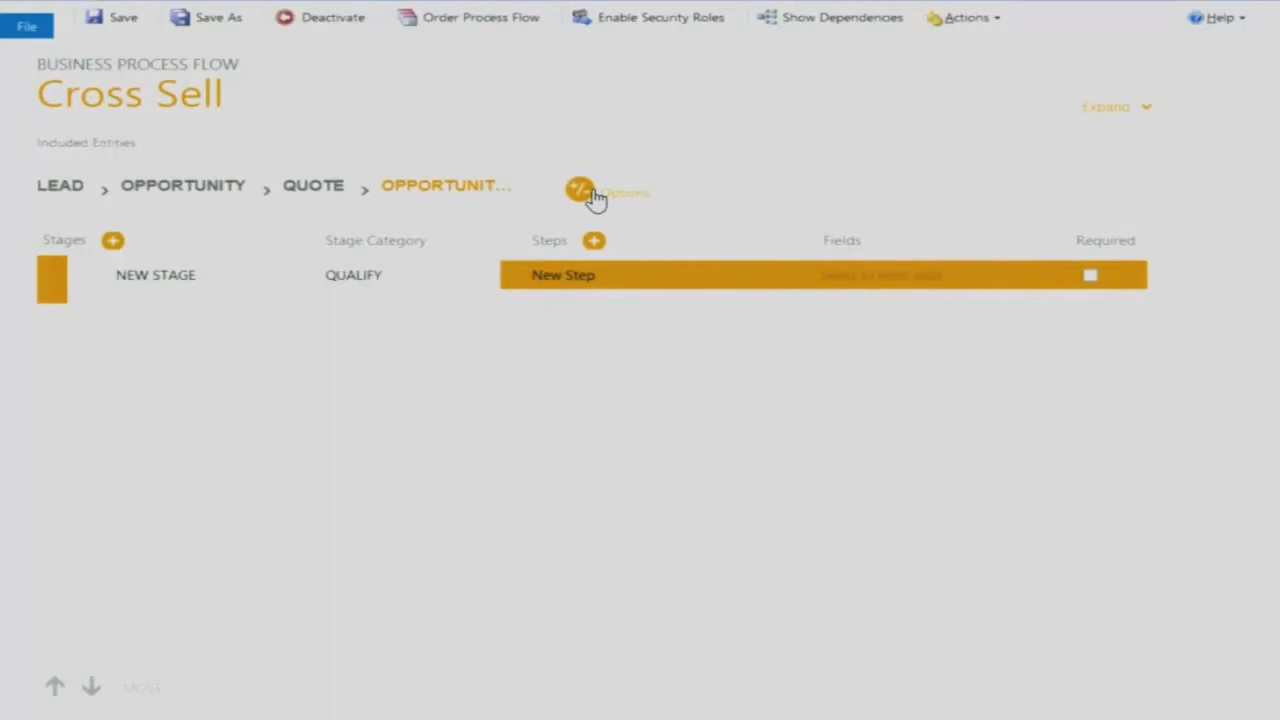 File Save Save As Deactivate Order Process Flow Enable Security Roles Show Dependencies Actions Help
BUSINESS PROCESS FLOW
Cross Sell
Expand
Included Entities
LEAD > OPPORTUNITY > QUOTE > OPPORTUNIT...
+/- Options
Stages Stage Category Steps Fields Required
NEW STAGE QUALIFY New Step
MOVE